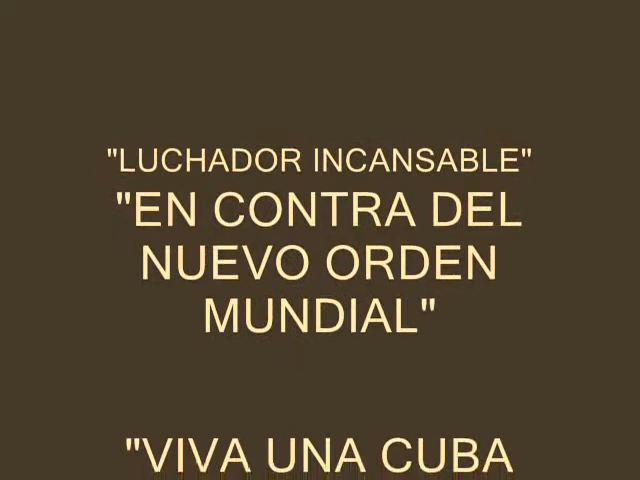 "LUCHADOR INCANSABLE"
"EN CONTRA DEL
NUEVO ORDEN
MUNDIAL"
"VIVA UNA CUBA